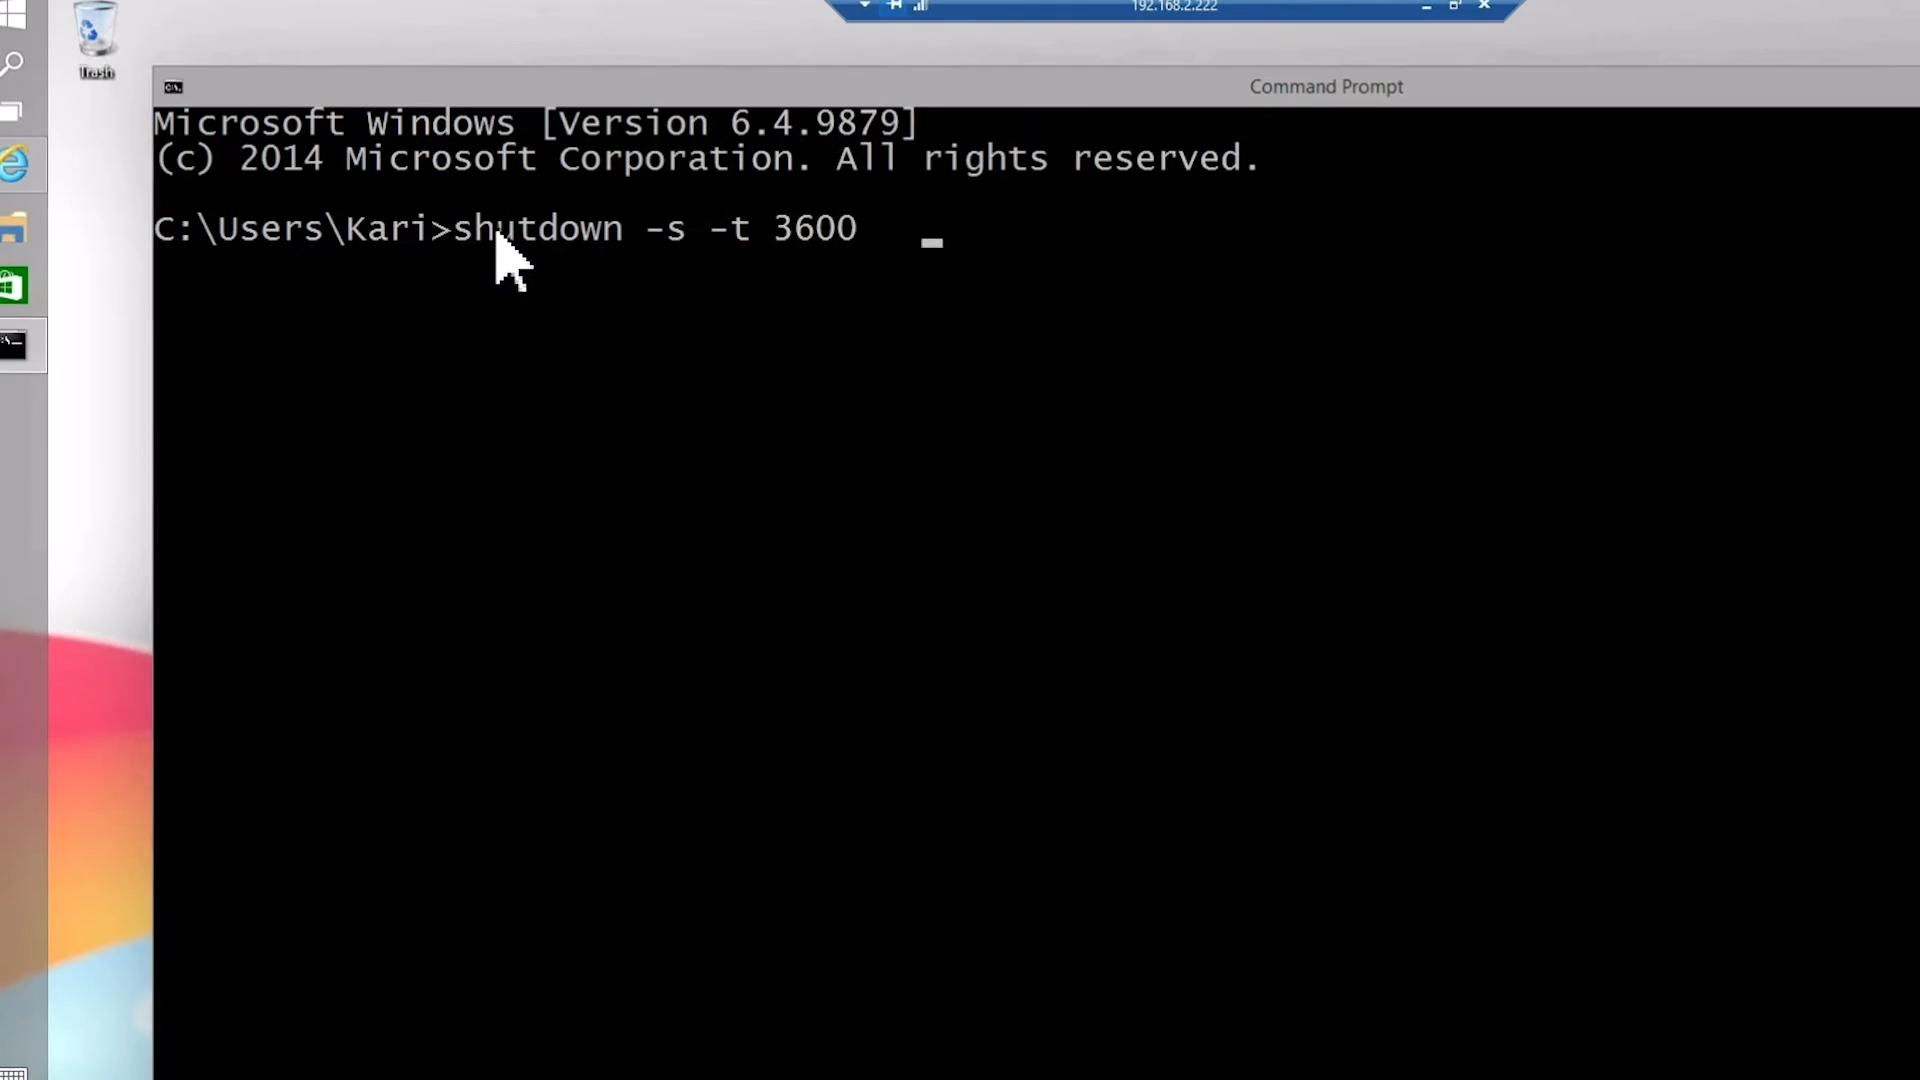 192.168.2.222
Trash
Command Prompt
Microsoft Windows [Version 6.4.9879]
(c) 2014 Microsoft Corporation. All rights reserved.
C:\Users\Kari>shutdown -s -t 3600